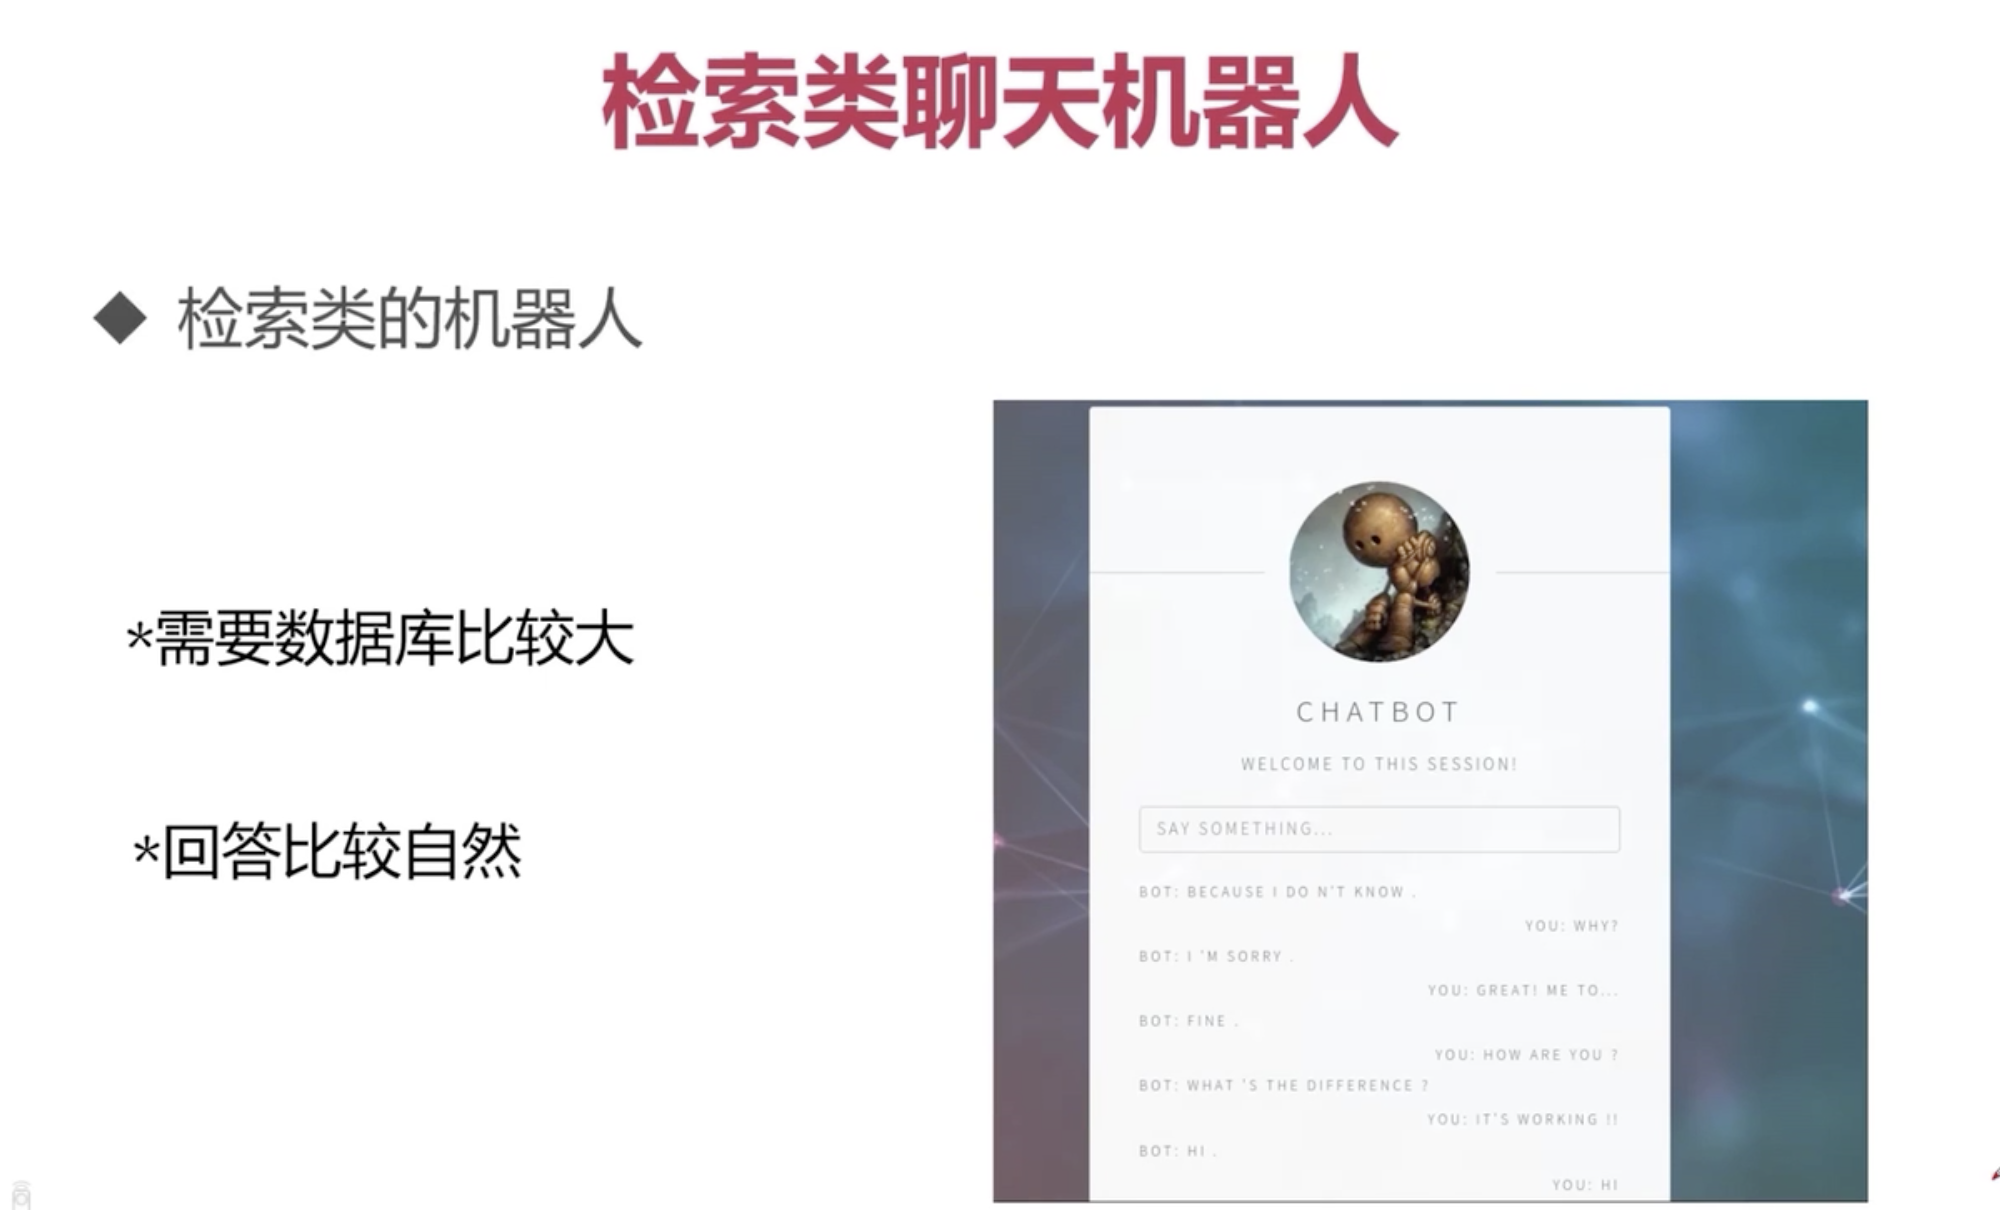 检索类聊天机器人
◆ 检索类的机器人
*需要数据库比较大
*回答比较自然
CHATBOT
WELCOME TO THIS SESSION!
SAY SOMETHING...
BOT: BECAUSE I DO N'T KNOW .
YOU: WHY?
BOT: I 'M SORRY .
YOU: GREAT! ME TO...
BOT: FINE .
YOU: HOW ARE YOU ?
BOT: WHAT 'S THE DIFFERENCE ?
YOU: IT'S WORKING !!
BOT: HI .
YOU: HI